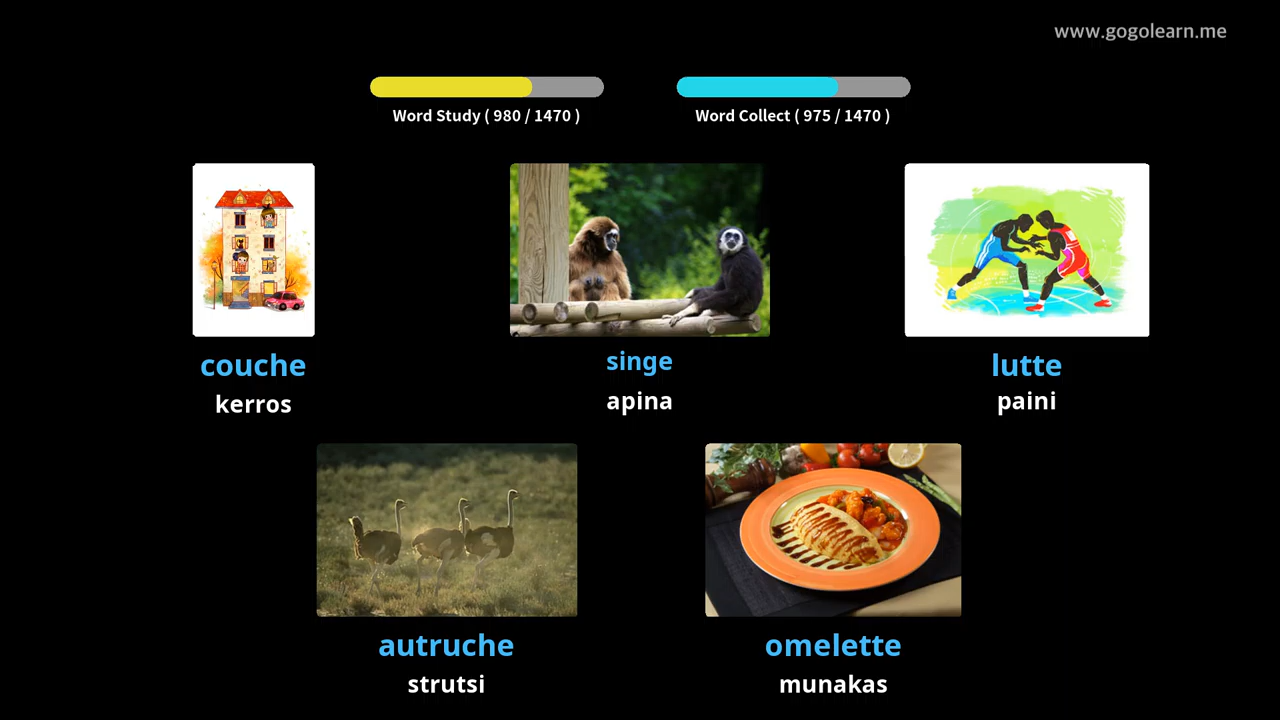 www.gogolearn.me
Word Study ( 980 / 1470 )
Word Collect ( 975 / 1470 )
couche
kerros
singe
apina
lutte
paini
autruche
strutsi
omelette
munakas